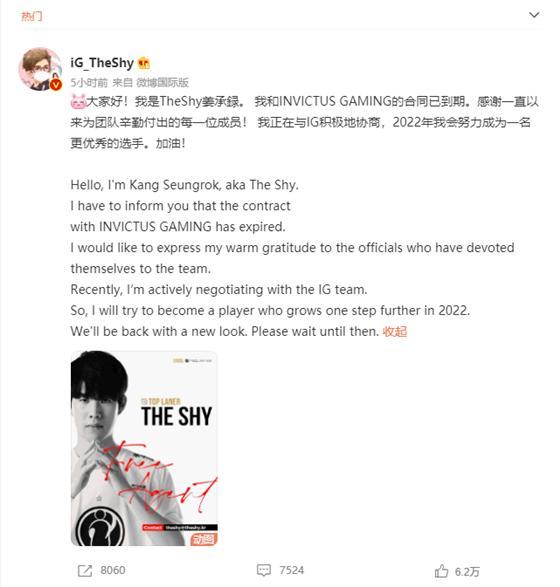 热门
iG_TheShy
5小时前 来自 微博国际版
大家好！我是TheShy姜承録。 我和INVICTUS GAMING的合同已到期。感谢一直以
来为团队辛勤付出的每一位成员！ 我正在与IG积极地协商，2022年我会努力成为一名
更优秀的选手。加油！
Hello, I'm Kang Seungrok, aka The Shy.
I have to inform you that the contract
with INVICTUS GAMING has expired.
I would like to express my warm gratitude to the officials who have devoted
themselves to the team.
Recently, I’m actively negotiating with the IG team.
So, I will try to become a player who grows one step further in 2022.
We'll be back with a new look. Please wait until then. 收起
TOP LANER
THE SHY
Free
Agent
Contact theshy@theshy.kr
动图
8060
7524
6.2万